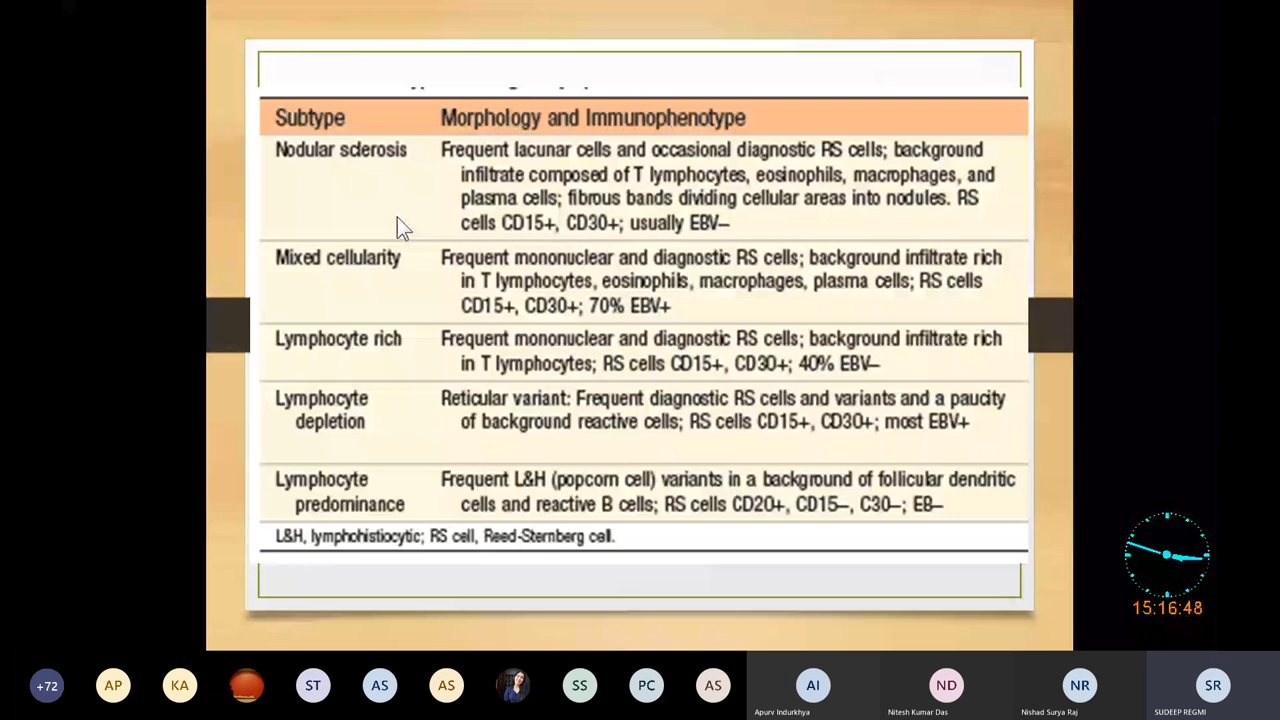 Subtype Morphology and Immunophenotype
Nodular sclerosis Frequent lacunar cells and occasional diagnostic RS cells; background
infiltrate composed of T lymphocytes, eosinophils, macrophages, and
plasma cells; fibrous bands dividing cellular areas into nodules. RS
cells CD15+, CD30+; usually EBV–
Mixed cellularity Frequent mononuclear and diagnostic RS cells; background infiltrate rich
in T lymphocytes, eosinophils, macrophages, plasma cells; RS cells
CD15+, CD30+; 70% EBV+
Lymphocyte rich Frequent mononuclear and diagnostic RS cells; background infiltrate rich
in T lymphocytes; RS cells CD15+, CD30+; 40% EBV–
Lymphocyte Reticular variant: Frequent diagnostic RS cells and variants and a paucity
depletion of background reactive cells; RS cells CD15+, CD30+; most EBV+
Lymphocyte Frequent L&H (popcorn cell) variants in a background of follicular dendritic
predominance cells and reactive B cells; RS cells CD20+, CD15–, C30–; EB–
L&H, lymphohistiocytic; RS cell, Reed-Sternberg cell.
15:16:48
+72 AP KA ST AS AS SS PC AS AI ND NR SR
Apurv Indurkhya Nitesh Kumar Das Nishad Surya Raj SUDEEP REGMI